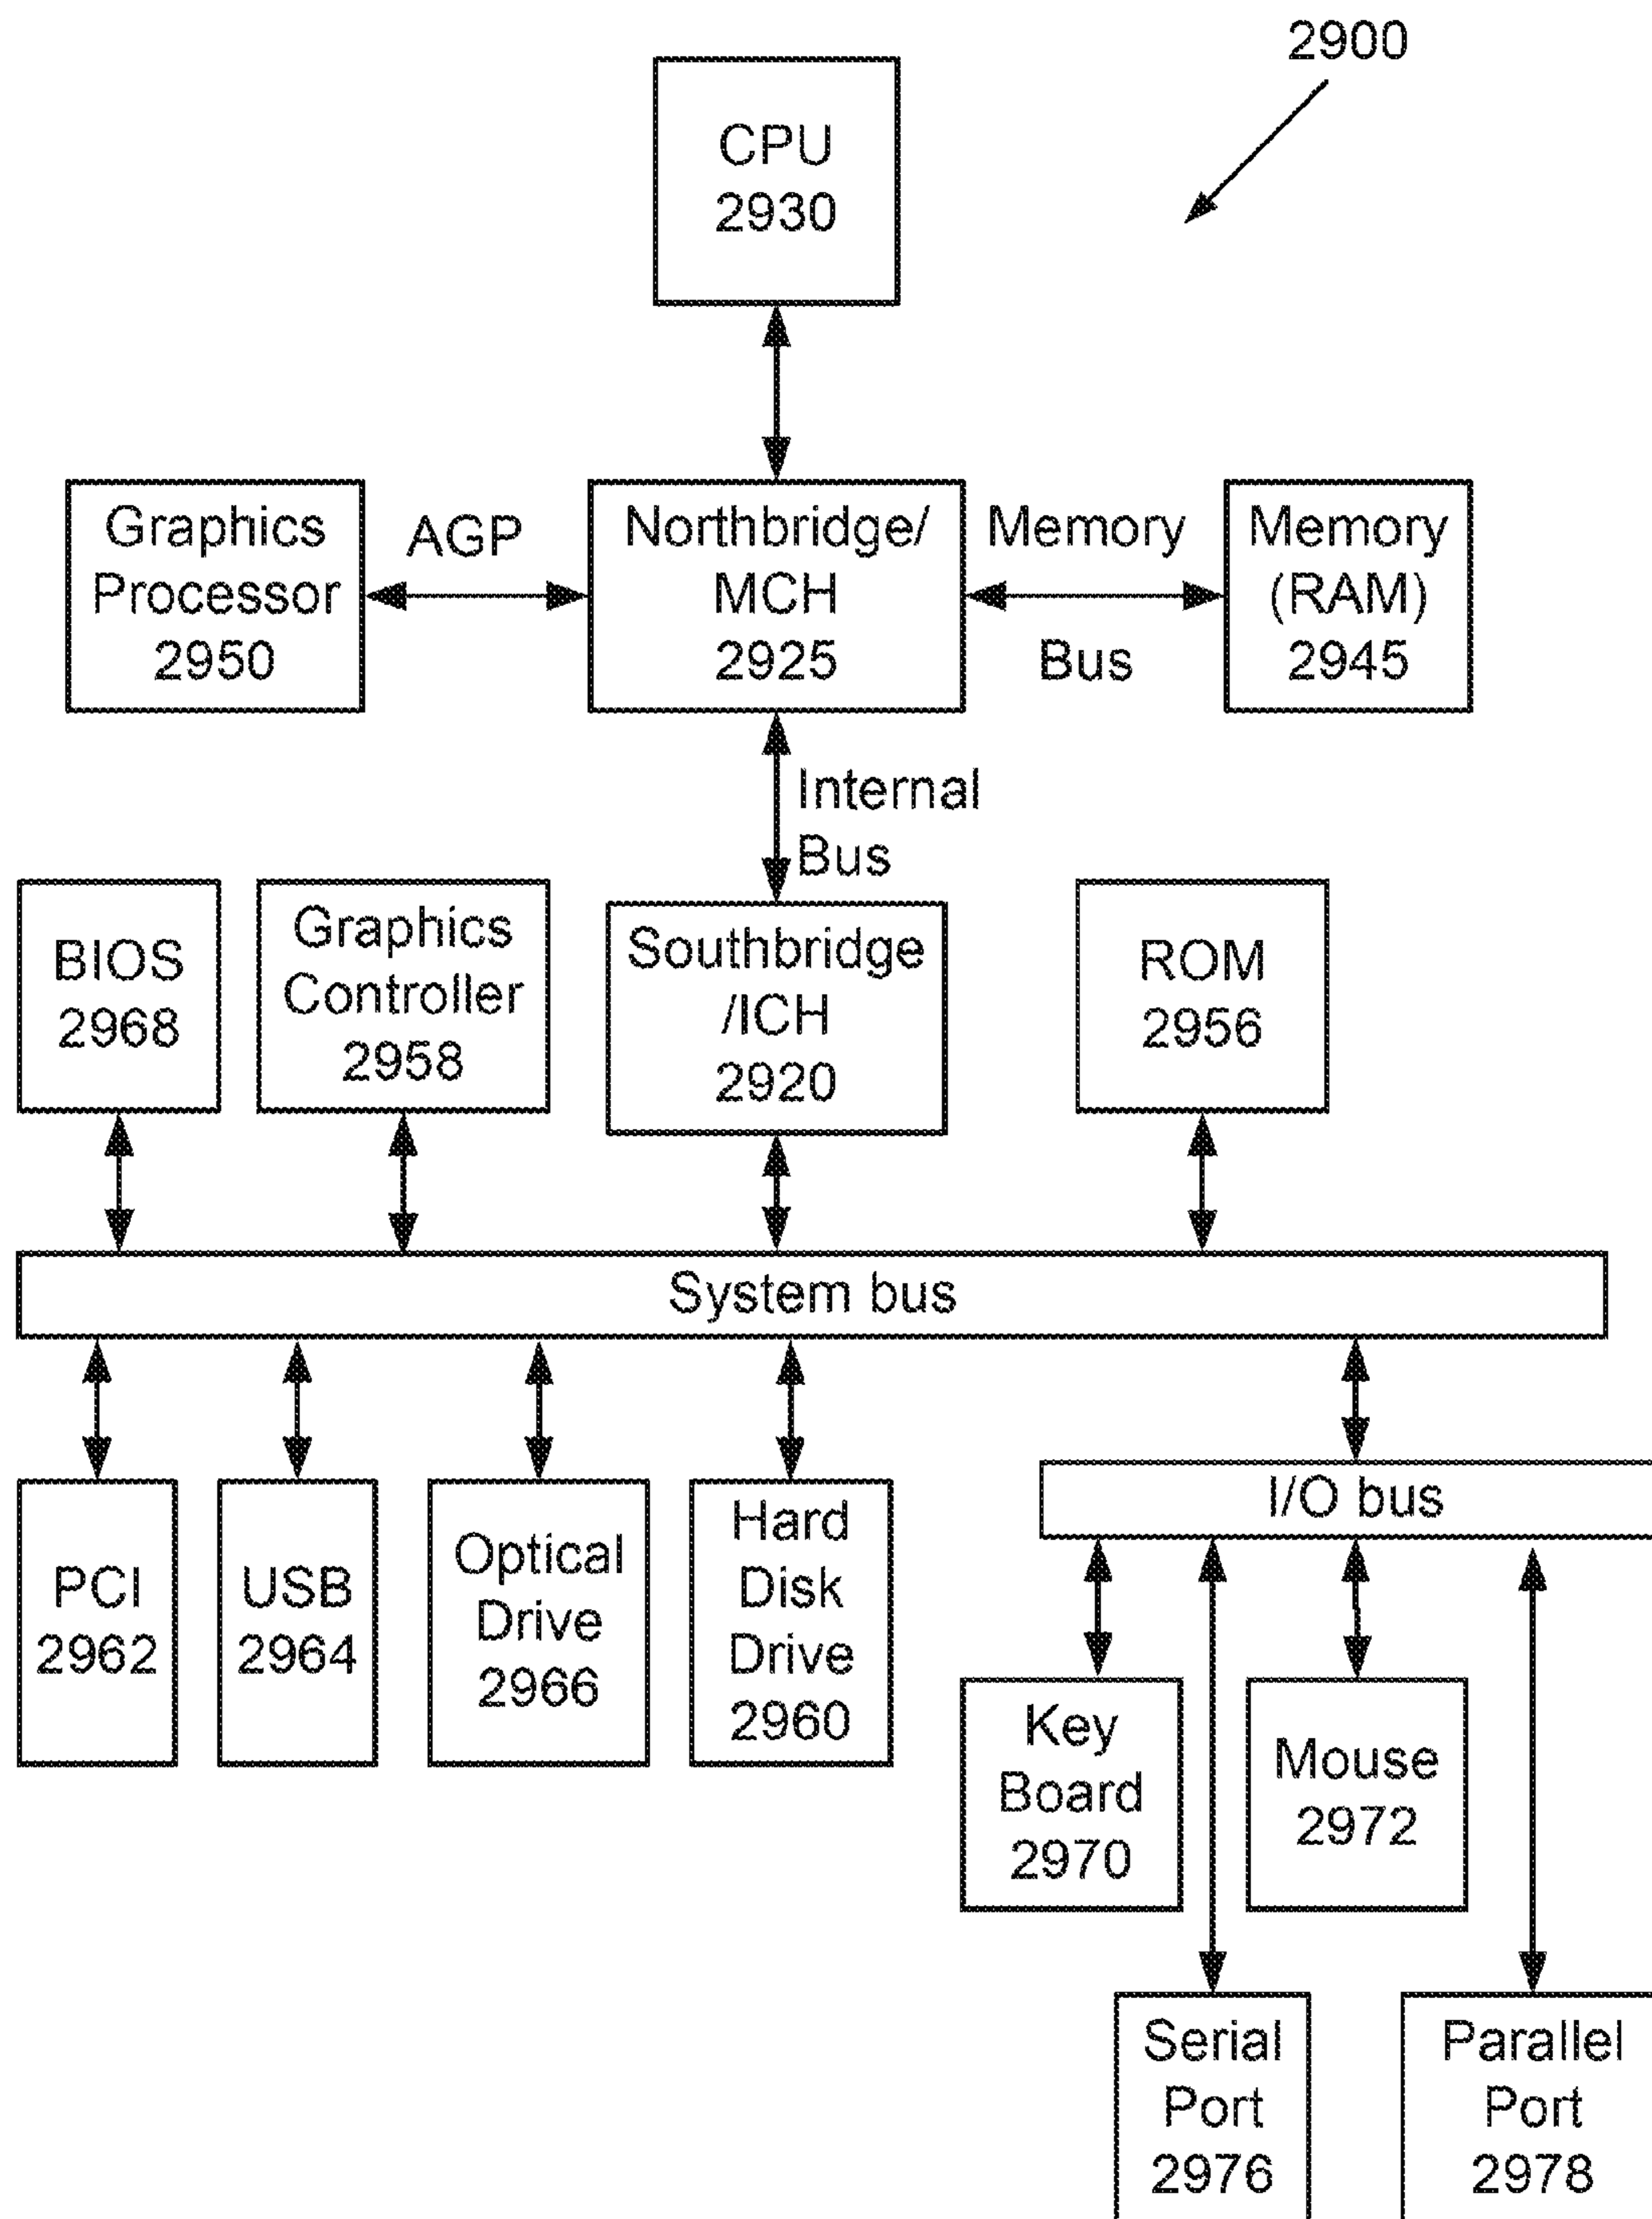 2900
CPU
2930
Graphics
Processor
2950
AGP
Northbridge/
MCH
2925
Memory
Bus
Memory
(RAM)
2945
Internal
Bus
BIOS
2968
Graphics
Controller
2958
Southbridge
/ICH
2920
ROM
2956
System bus
PCI
2962
USB
2964
Optical
Drive
2966
Hard
Disk
Drive
2960
I/O bus
Key
Board
2970
Mouse
2972
Serial
Port
2976
Parallel
Port
2978